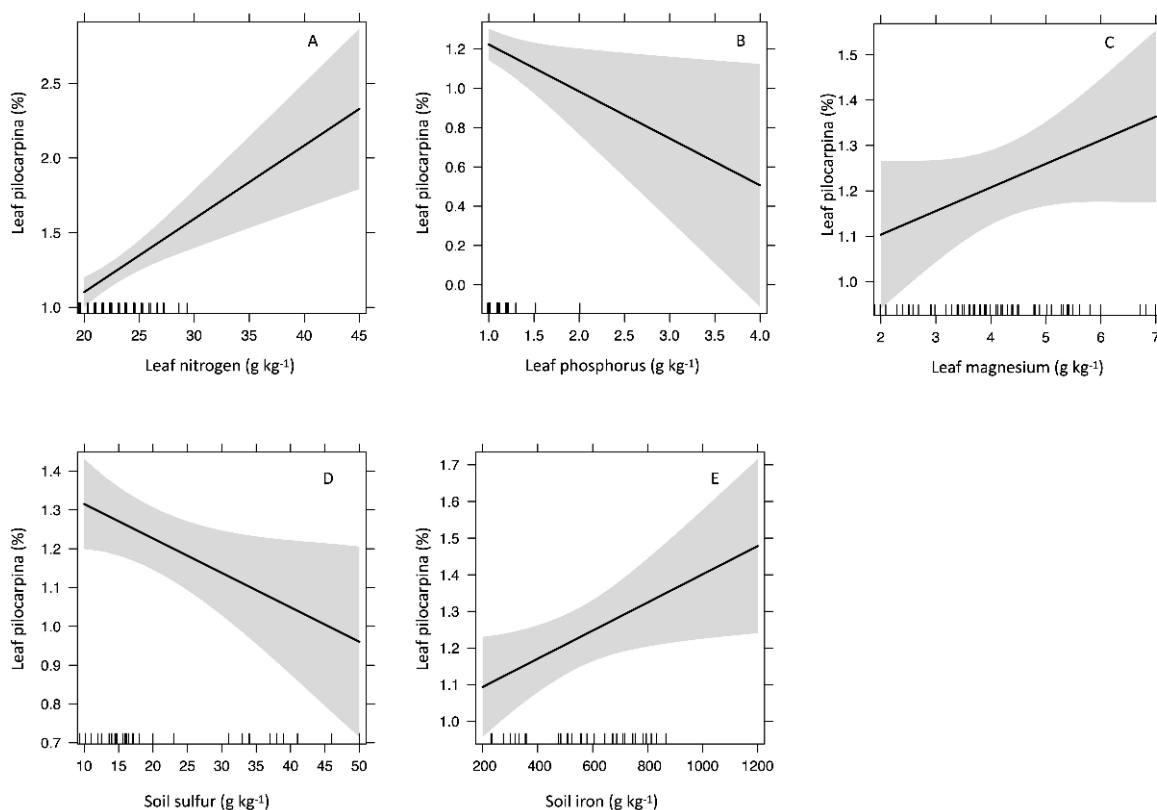 A
Leaf pilocarpina (%)
2.5
2.0
1.5
1.0
20 25 30 35 40 45
Leaf nitrogen (g kg-1)
B
Leaf pilocarpina (%)
1.2
1.0
0.8
0.6
0.4
0.2
0.0
1.0 1.5 2.0 2.5 3.0 3.5 4.0
Leaf phosphorus (g kg-1)
C
Leaf pilocarpina (%)
1.5
1.4
1.3
1.2
1.1
1.0
2 3 4 5 6 7
Leaf magnesium (g kg-1)
D
Leaf pilocarpina (%)
1.4
1.3
1.2
1.1
1.0
0.9
0.8
0.7
10 15 20 25 30 35 40 45 50
Soil sulfur (g kg-1)
E
Leaf pilocarpina (%)
1.7
1.6
1.5
1.4
1.3
1.2
1.1
1.0
200 400 600 800 1000 1200
Soil iron (g kg-1)